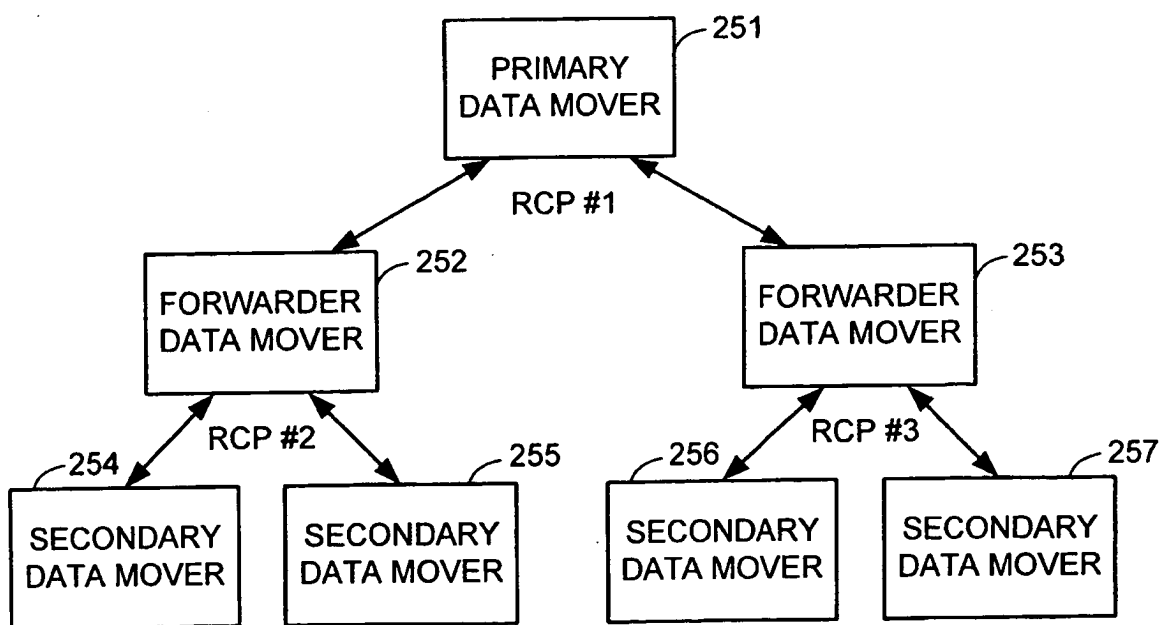 251
PRIMARY
DATA MOVER
RCP #1
252
FORWARDER
DATA MOVER
253
FORWARDER
DATA MOVER
RCP #2
RCP #3
254
SECONDARY
DATA MOVER
255
SECONDARY
DATA MOVER
256
SECONDARY
DATA MOVER
257
SECONDARY
DATA MOVER